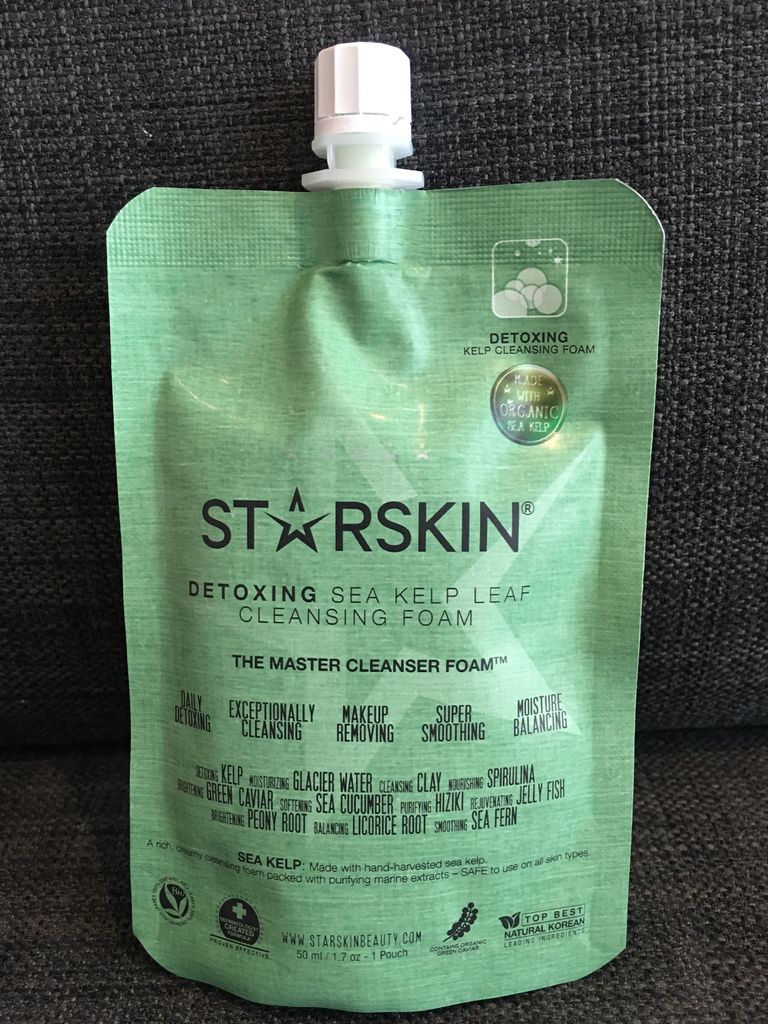 DETOXING
KELP CLEANSING FOAM
MADE
WITH
ORGANIC
SEA KELP
ST☆RSKIN®
DETOXING SEA KELP LEAF
CLEANSING FOAM
THE MASTER CLEANSER FOAM™
DAILY DETOXING
EXCEPTIONALLY CLEANSING
MAKEUP REMOVING
SUPER SMOOTHING
MOISTURE BALANCING
DETOXING KELP MOISTURIZING GLACIER WATER CLEANSING CLAY NOURISHING SPIRULINA
BRIGHTENING GREEN CAVIAR SOFTENING SEA CUCUMBER PURIFYING HIZIKI REJUVENATING JELLY FISH
BRIGHTENING PEONY ROOT BALANCING LICORICE ROOT SMOOTHING SEA FERN
SEA KELP: Made with hand-harvested sea kelp.
A rich, creamy cleansing foam packed with purifying marine extracts – SAFE to use on all skin types.
Bio
CREATED
PROVEN EFFECTIVE
WWW.STARSKINBEAUTY.COM
50 ml / 1.7 oz - 1 Pouch
CONTAINS ORGANIC
GREEN CAVIAR
TOP BEST
NATURAL KOREAN
LEADING INGREDIENTS